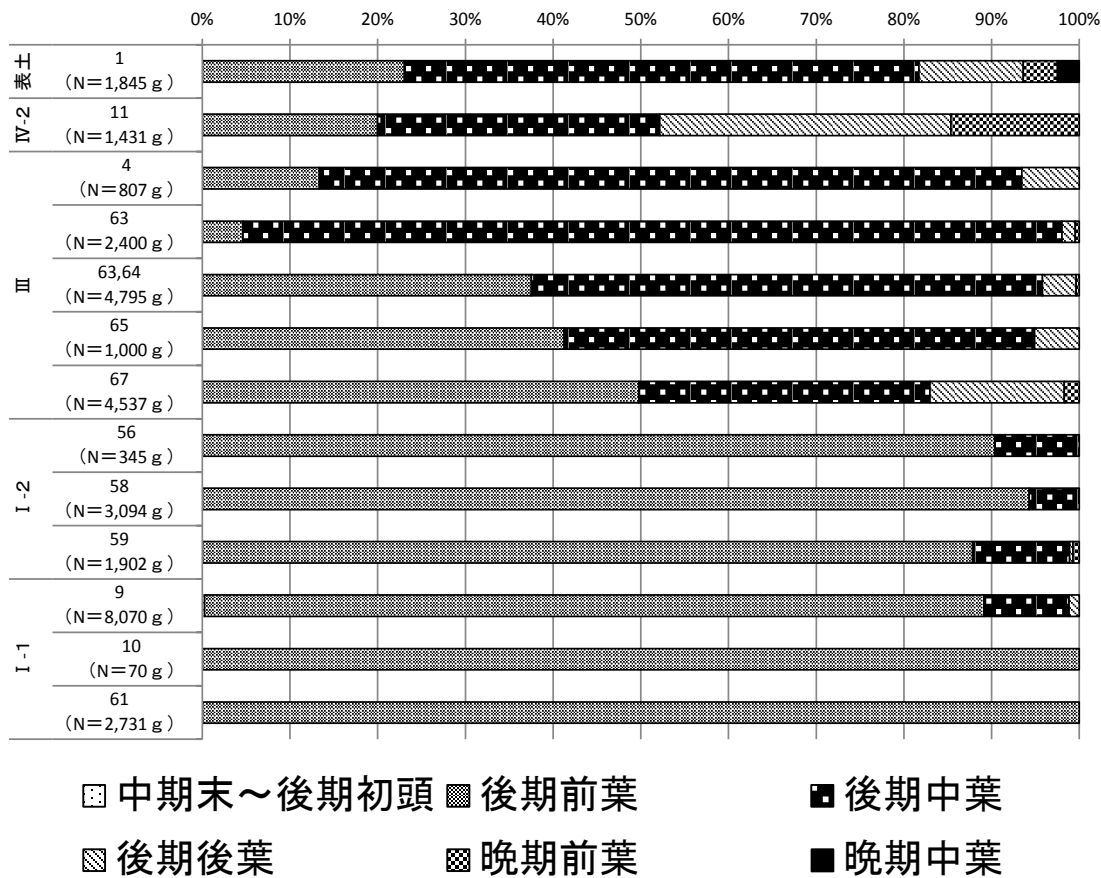 0% 10% 20% 30% 40% 50% 60% 70% 80% 90% 100%
表土
1
（N＝1,845ｇ）
Ⅳ-2
11
（N＝1,431ｇ）
Ⅲ
4
（N＝807ｇ）
63
（N＝2,400ｇ）
63,64
（N＝4,795ｇ）
65
（N＝1,000ｇ）
67
（N＝4,537ｇ）
Ⅰ-2
56
（N＝345ｇ）
58
（N＝3,094ｇ）
59
（N＝1,902ｇ）
Ⅰ-1
9
（N＝8,070ｇ）
10
（N＝70ｇ）
61
（N＝2,731ｇ）
中期末～後期初頭 後期前葉 後期中葉
後期後葉 晩期前葉 晩期中葉